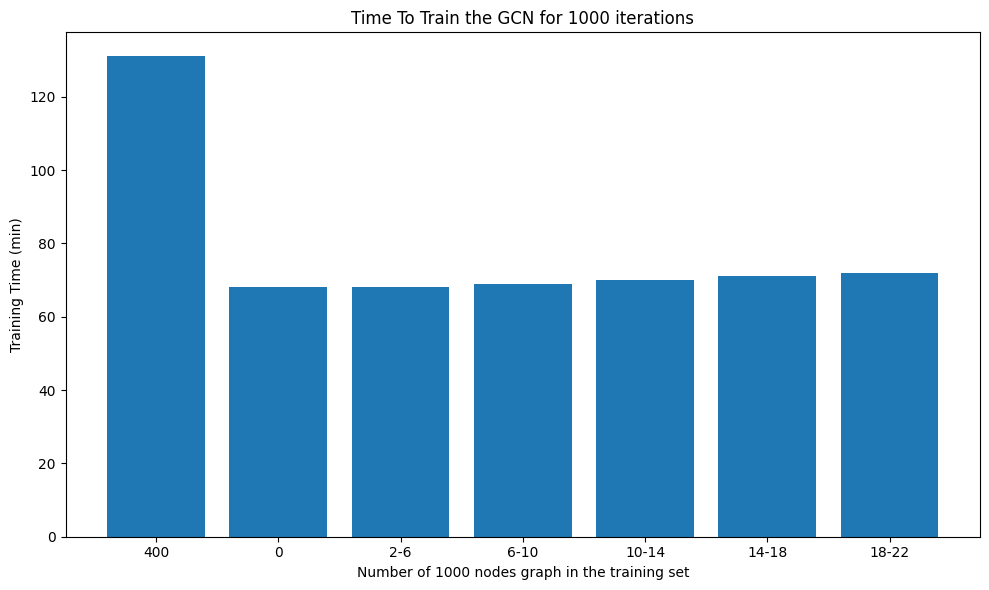 Time To Train the GCN for 1000 iterations
Training Time (min)
120
100
80
60
40
20
0
400 0 2-6 6-10 10-14 14-18 18-22
Number of 1000 nodes graph in the training set